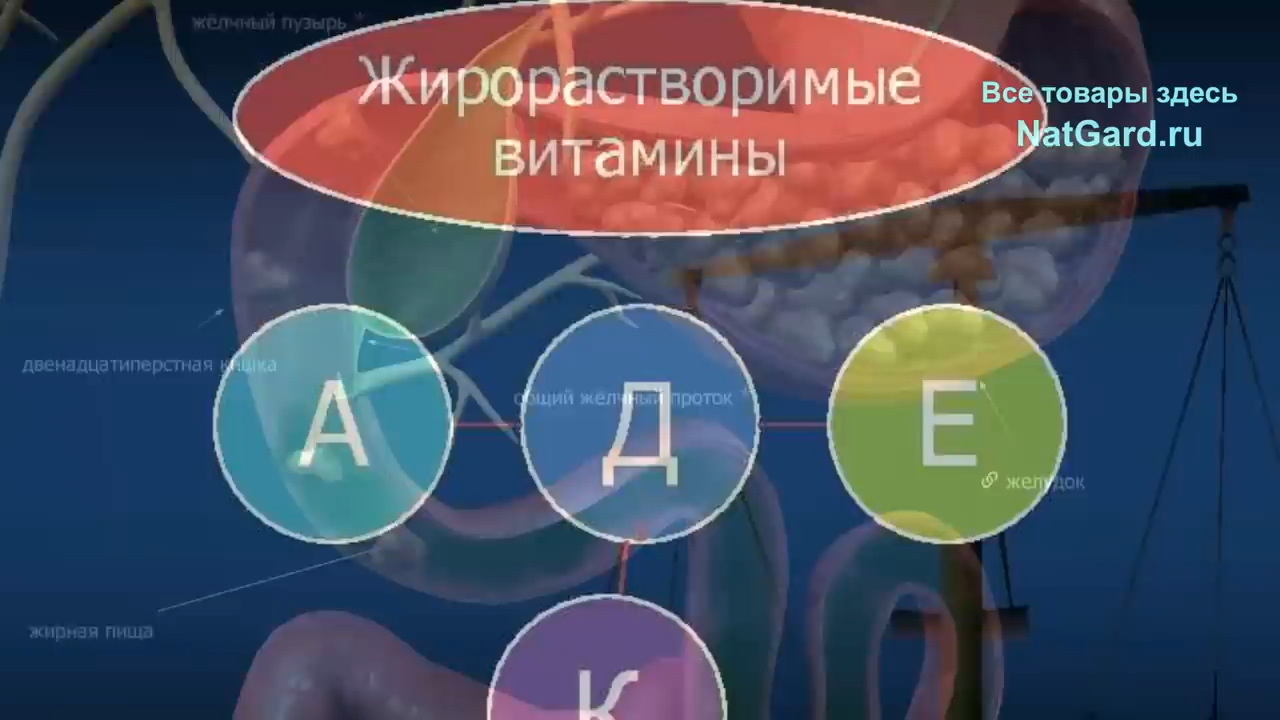 жёлчный пузырь
Жирорастворимые
витамины
Все товары здесь
NatGard.ru
двенадцатиперстная кишка
общий жёлчный проток
А
Д
Е
желудок
жирная пища
К